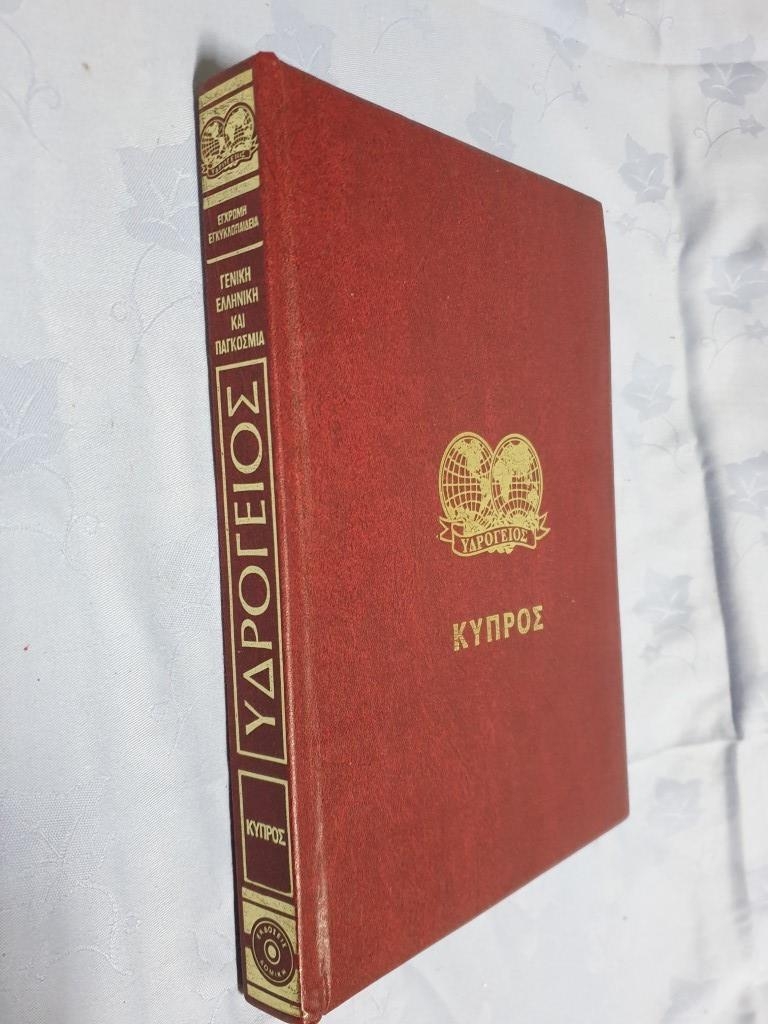 ΥΔΡΟΓΕΙΟΣ
ΕΓΧΡΩΜΗ
ΕΓΚΥΚΛΟΠΑΙΔΕΙΑ
ΓΕΝΙΚΗ
ΕΛΛΗΝΙΚΗ
ΚΑΙ
ΠΑΓΚΟΣΜΙΑ
ΥΔΡΟΓΕΙΟΣ
ΚΥΠΡΟΣ
ΕΚΔΟΣΕΙΣ
ΔΟΜΙΚΗ
ΥΔΡΟΓΕΙΟΣ
ΚΥΠΡΟΣ